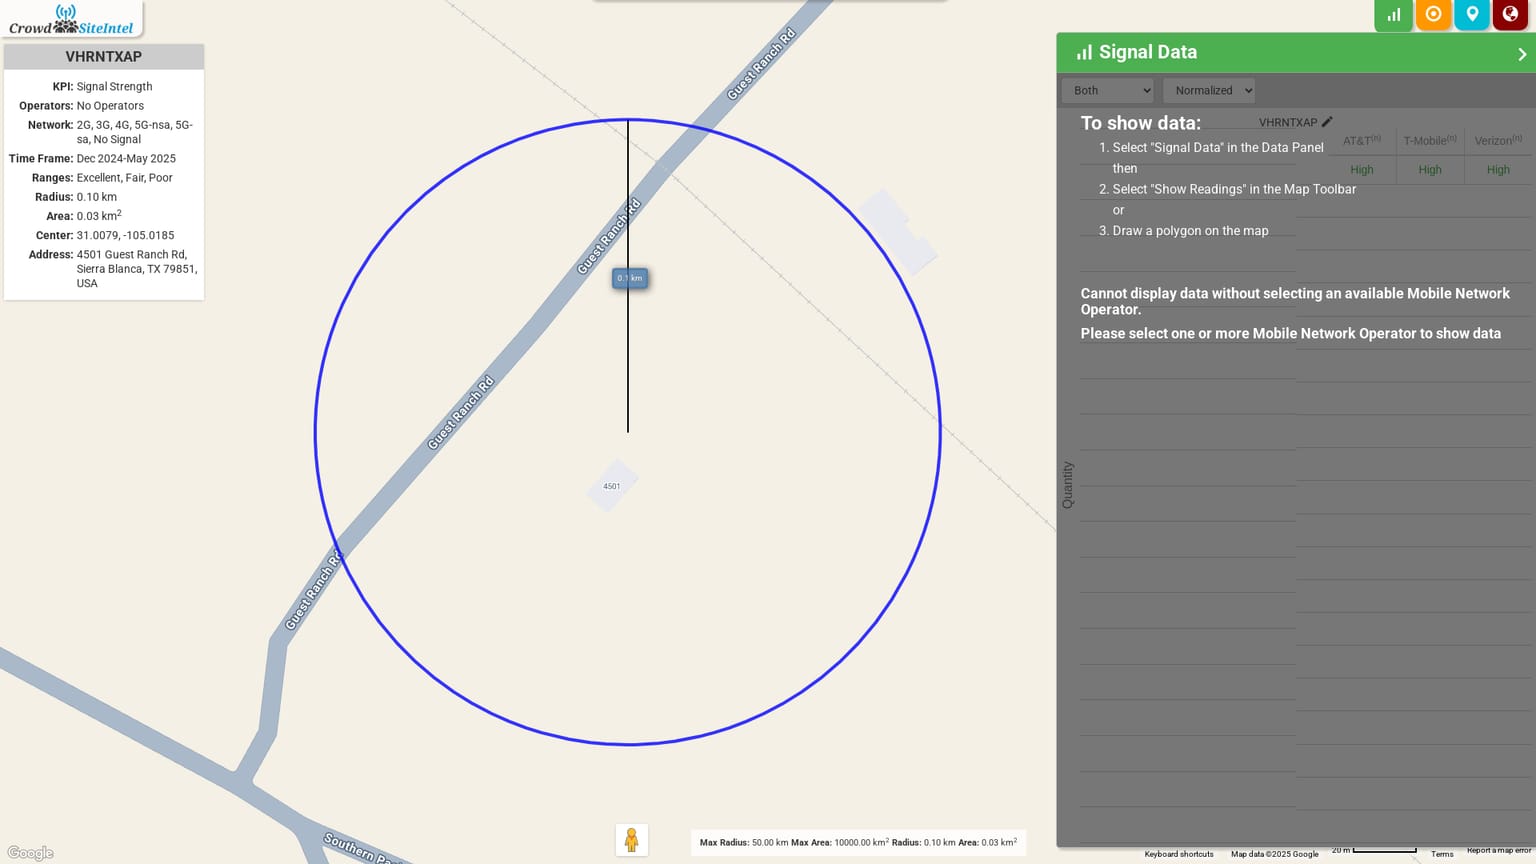 CrowdSiteIntel
VHRNTXAP
KPI: Signal Strength
Operators: No Operators
Network: 2G, 3G, 4G, 5G-nsa, 5G-
sa, No Signal
Time Frame: Dec 2024-May 2025
Ranges: Excellent, Fair, Poor
Radius: 0.10 km
Area: 0.03 km2
Center: 31.0079, -105.0185
Address: 4501 Guest Ranch Rd,
Sierra Blanca, TX 79851,
USA
Guest Ranch Rd
Guest Ranch Rd
0.1 km
Guest Ranch Rd
4501
Guest Ranch Rd
Southern Pa
Google
Max Radius: 50.00 km Max Area: 10000.00 km2 Radius: 0.10 km Area: 0.03 km2
Signal Data
Both
Normalized
To show data:
VHRNTXAP
1. Select "Signal Data" in the Data Panel
then
2. Select "Show Readings" in the Map Toolbar
or
3. Draw a polygon on the map
AT&T(n) T-Mobile(n) Verizon(n)
High High High
Cannot display data without selecting an available Mobile Network
Operator.
Please select one or more Mobile Network Operator to show data
Quantity
Keyboard shortcuts
Map data ©2025 Google
20 m
Terms
Report a map error